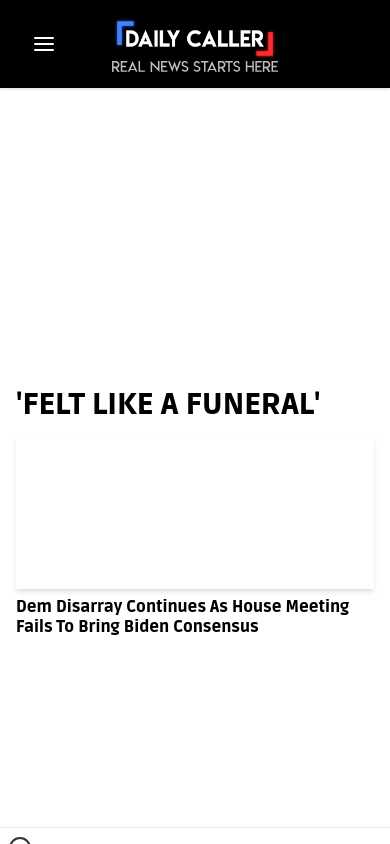 DAILY CALLER
REAL NEWS STARTS HERE
'FELT LIKE A FUNERAL'
Dem Disarray Continues As House Meeting
Fails To Bring Biden Consensus